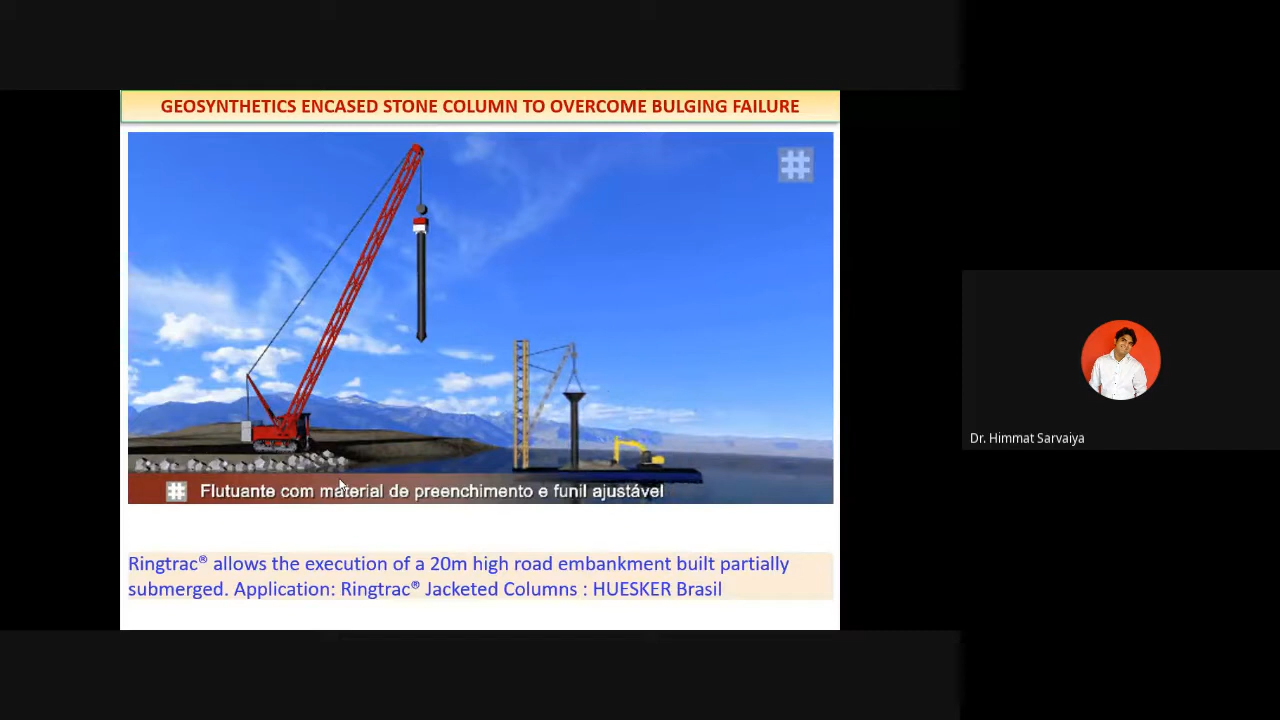 GEOSYNTHETICS ENCASED STONE COLUMN TO OVERCOME BULGING FAILURE
Flutuante com material de preenchimento e funil ajustável
Ringtrac® allows the execution of a 20m high road embankment built partially
submerged. Application: Ringtrac® Jacketed Columns : HUESKER Brasil
Dr. Himmat Sarvaiya